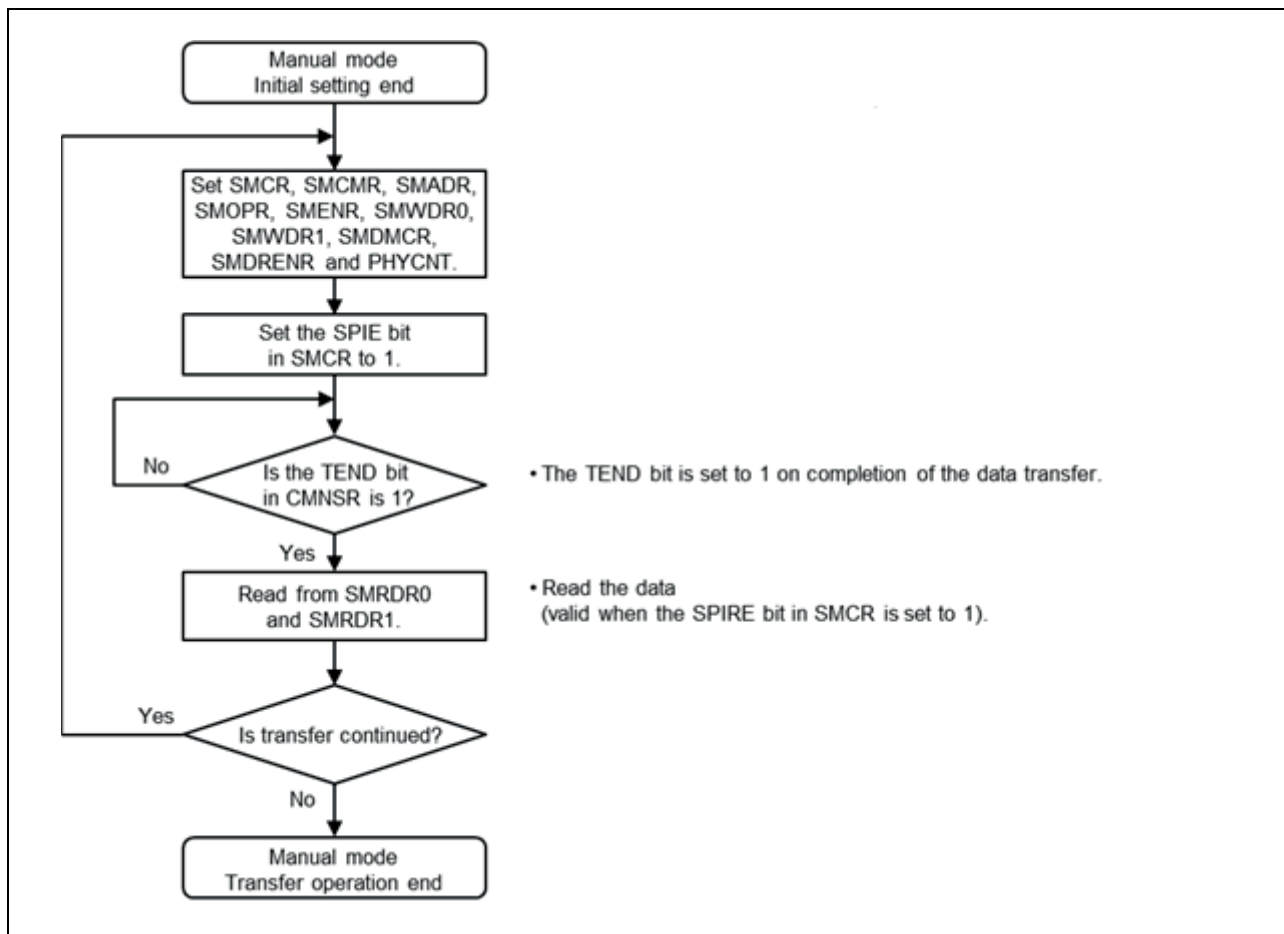 Manual mode
Initial setting end
Set SMCR, SMCMR, SMADR,
SMOPR, SMENR, SMWDR0,
SMWDR1, SMDMCR,
SMDRENR and PHYCNT.
Set the SPIE bit
in SMCR to 1.
No
Is the TEND bit
in CMNSR is 1?
• The TEND bit is set to 1 on completion of the data transfer.
Yes
Read from SMRDR0
and SMRDR1.
• Read the data
(valid when the SPIRE bit in SMCR is set to 1).
Yes
Is transfer continued?
No
Manual mode
Transfer operation end